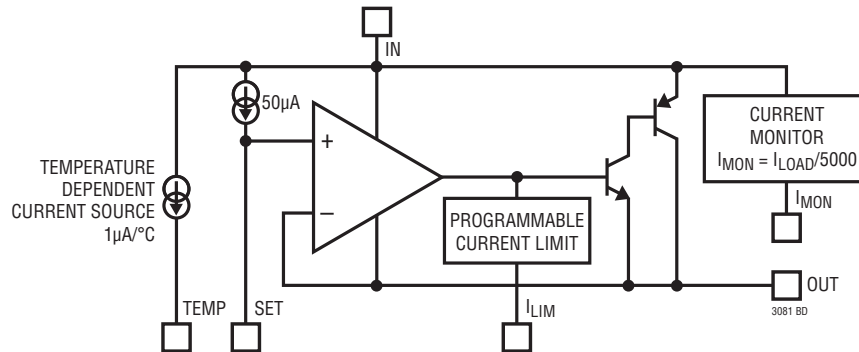 IN
50µA
TEMPERATURE
DEPENDENT
CURRENT SOURCE
1µA/°C
+
–
PROGRAMMABLE
CURRENT LIMIT
CURRENT
MONITOR
IMON = ILOAD/5000
IMON
OUT
3081 BD
TEMP
SET
ILIM